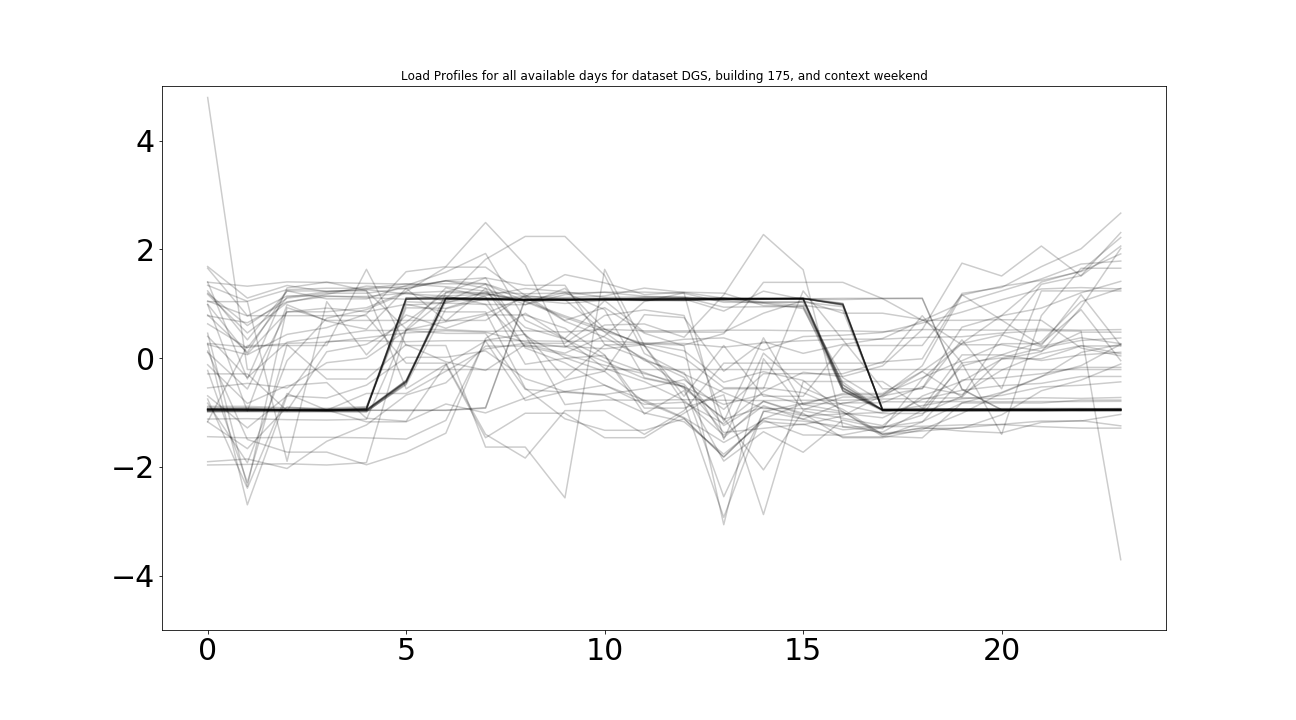 Load Profiles for all available days for dataset DGS, building 175, and context weekend
4
2
0
−2
−4
0 5 10 15 20